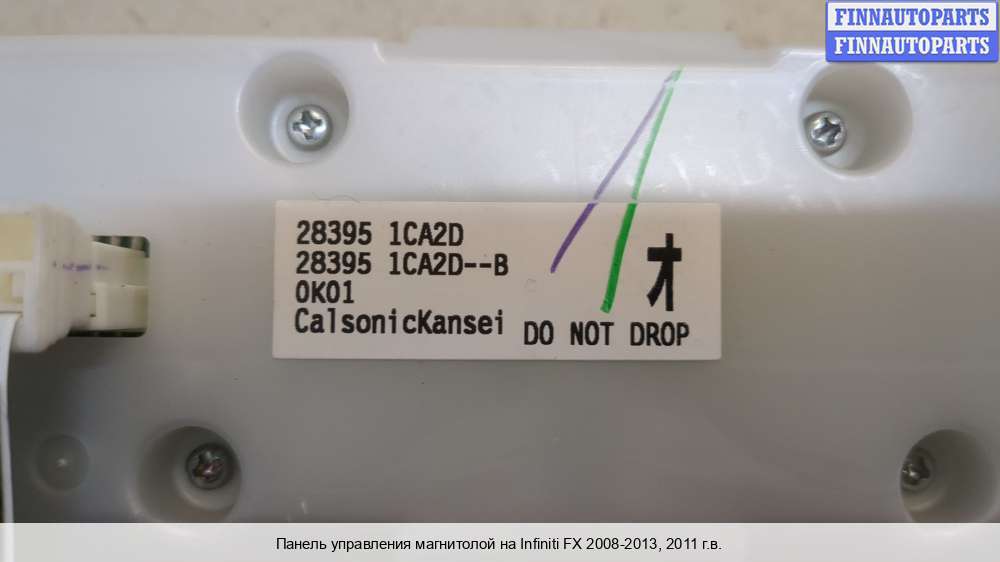 FINNAUTOPARTS
FINNAUTOPARTS
28395 1CA2D
28395 1CA2D--B
0K01
CalsonicKansei
オ
DO NOT DROP
Панель управления магнитолой на Infiniti FX 2008-2013, 2011 г.в.